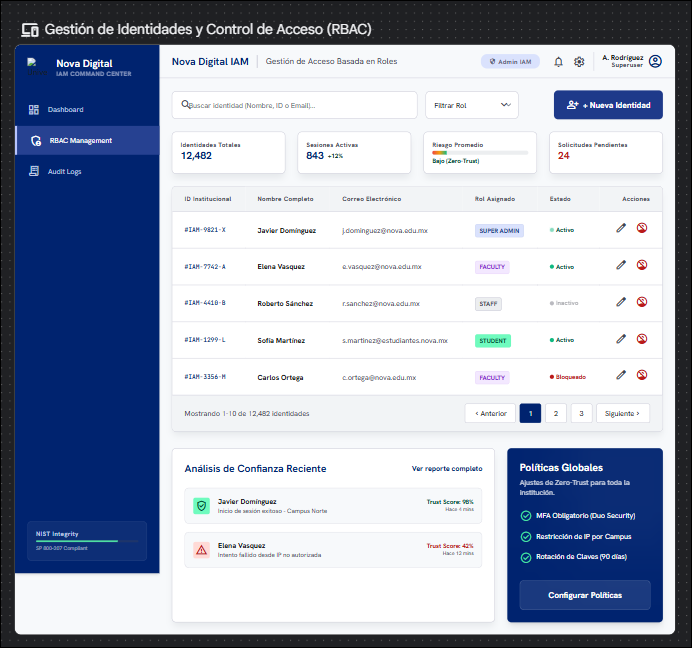 Gestión de Identidades y Control de Acceso (RBAC)
Nova Digital
IAM COMMAND CENTER
Dashboard
RBAC Management
Audit Logs
NIST Integrity
SP 800-207 Compliant
Nova Digital IAM
Gestión de Acceso Basada en Roles
Admin IAM
A. Rodríguez
Superuser
Buscar identidad (Nombre, ID o Email)...
Filtrar Rol
+ Nueva Identidad
Identidades Totales
12,482
Sesiones Activas
843 +12%
Riesgo Promedio
Bajo (Zero-Trust)
Solicitudes Pendientes
24
ID Institucional Nombre Completo Correo Electrónico Rol Asignado Estado Acciones
#IAM-9821-X Javier Domínguez j.dominguez@nova.edu.mx SUPER ADMIN Activo
#IAM-7742-A Elena Vasquez e.vasquez@nova.edu.mx FACULTY Activo
#IAM-4410-B Roberto Sánchez r.sanchez@nova.edu.mx STAFF Inactivo
#IAM-1299-L Sofía Martínez s.martinez@estudiantes.nova.mx STUDENT Activo
#IAM-3356-M Carlos Ortega c.ortega@nova.edu.mx FACULTY Bloqueado
Mostrando 1-10 de 12,482 identidades
‹ Anterior 1 2 3 Siguiente ›
Análisis de Confianza Reciente
Ver reporte completo
Javier Domínguez
Inicio de sesión exitoso - Campus Norte
Trust Score: 98%
Hace 4 mins
Elena Vasquez
Intento fallido desde IP no autorizada
Trust Score: 42%
Hace 12 mins
Políticas Globales
Ajustes de Zero-Trust para toda la
institución.
MFA Obligatorio (Duo Security)
Restricción de IP por Campus
Rotación de Claves (90 días)
Configurar Políticas